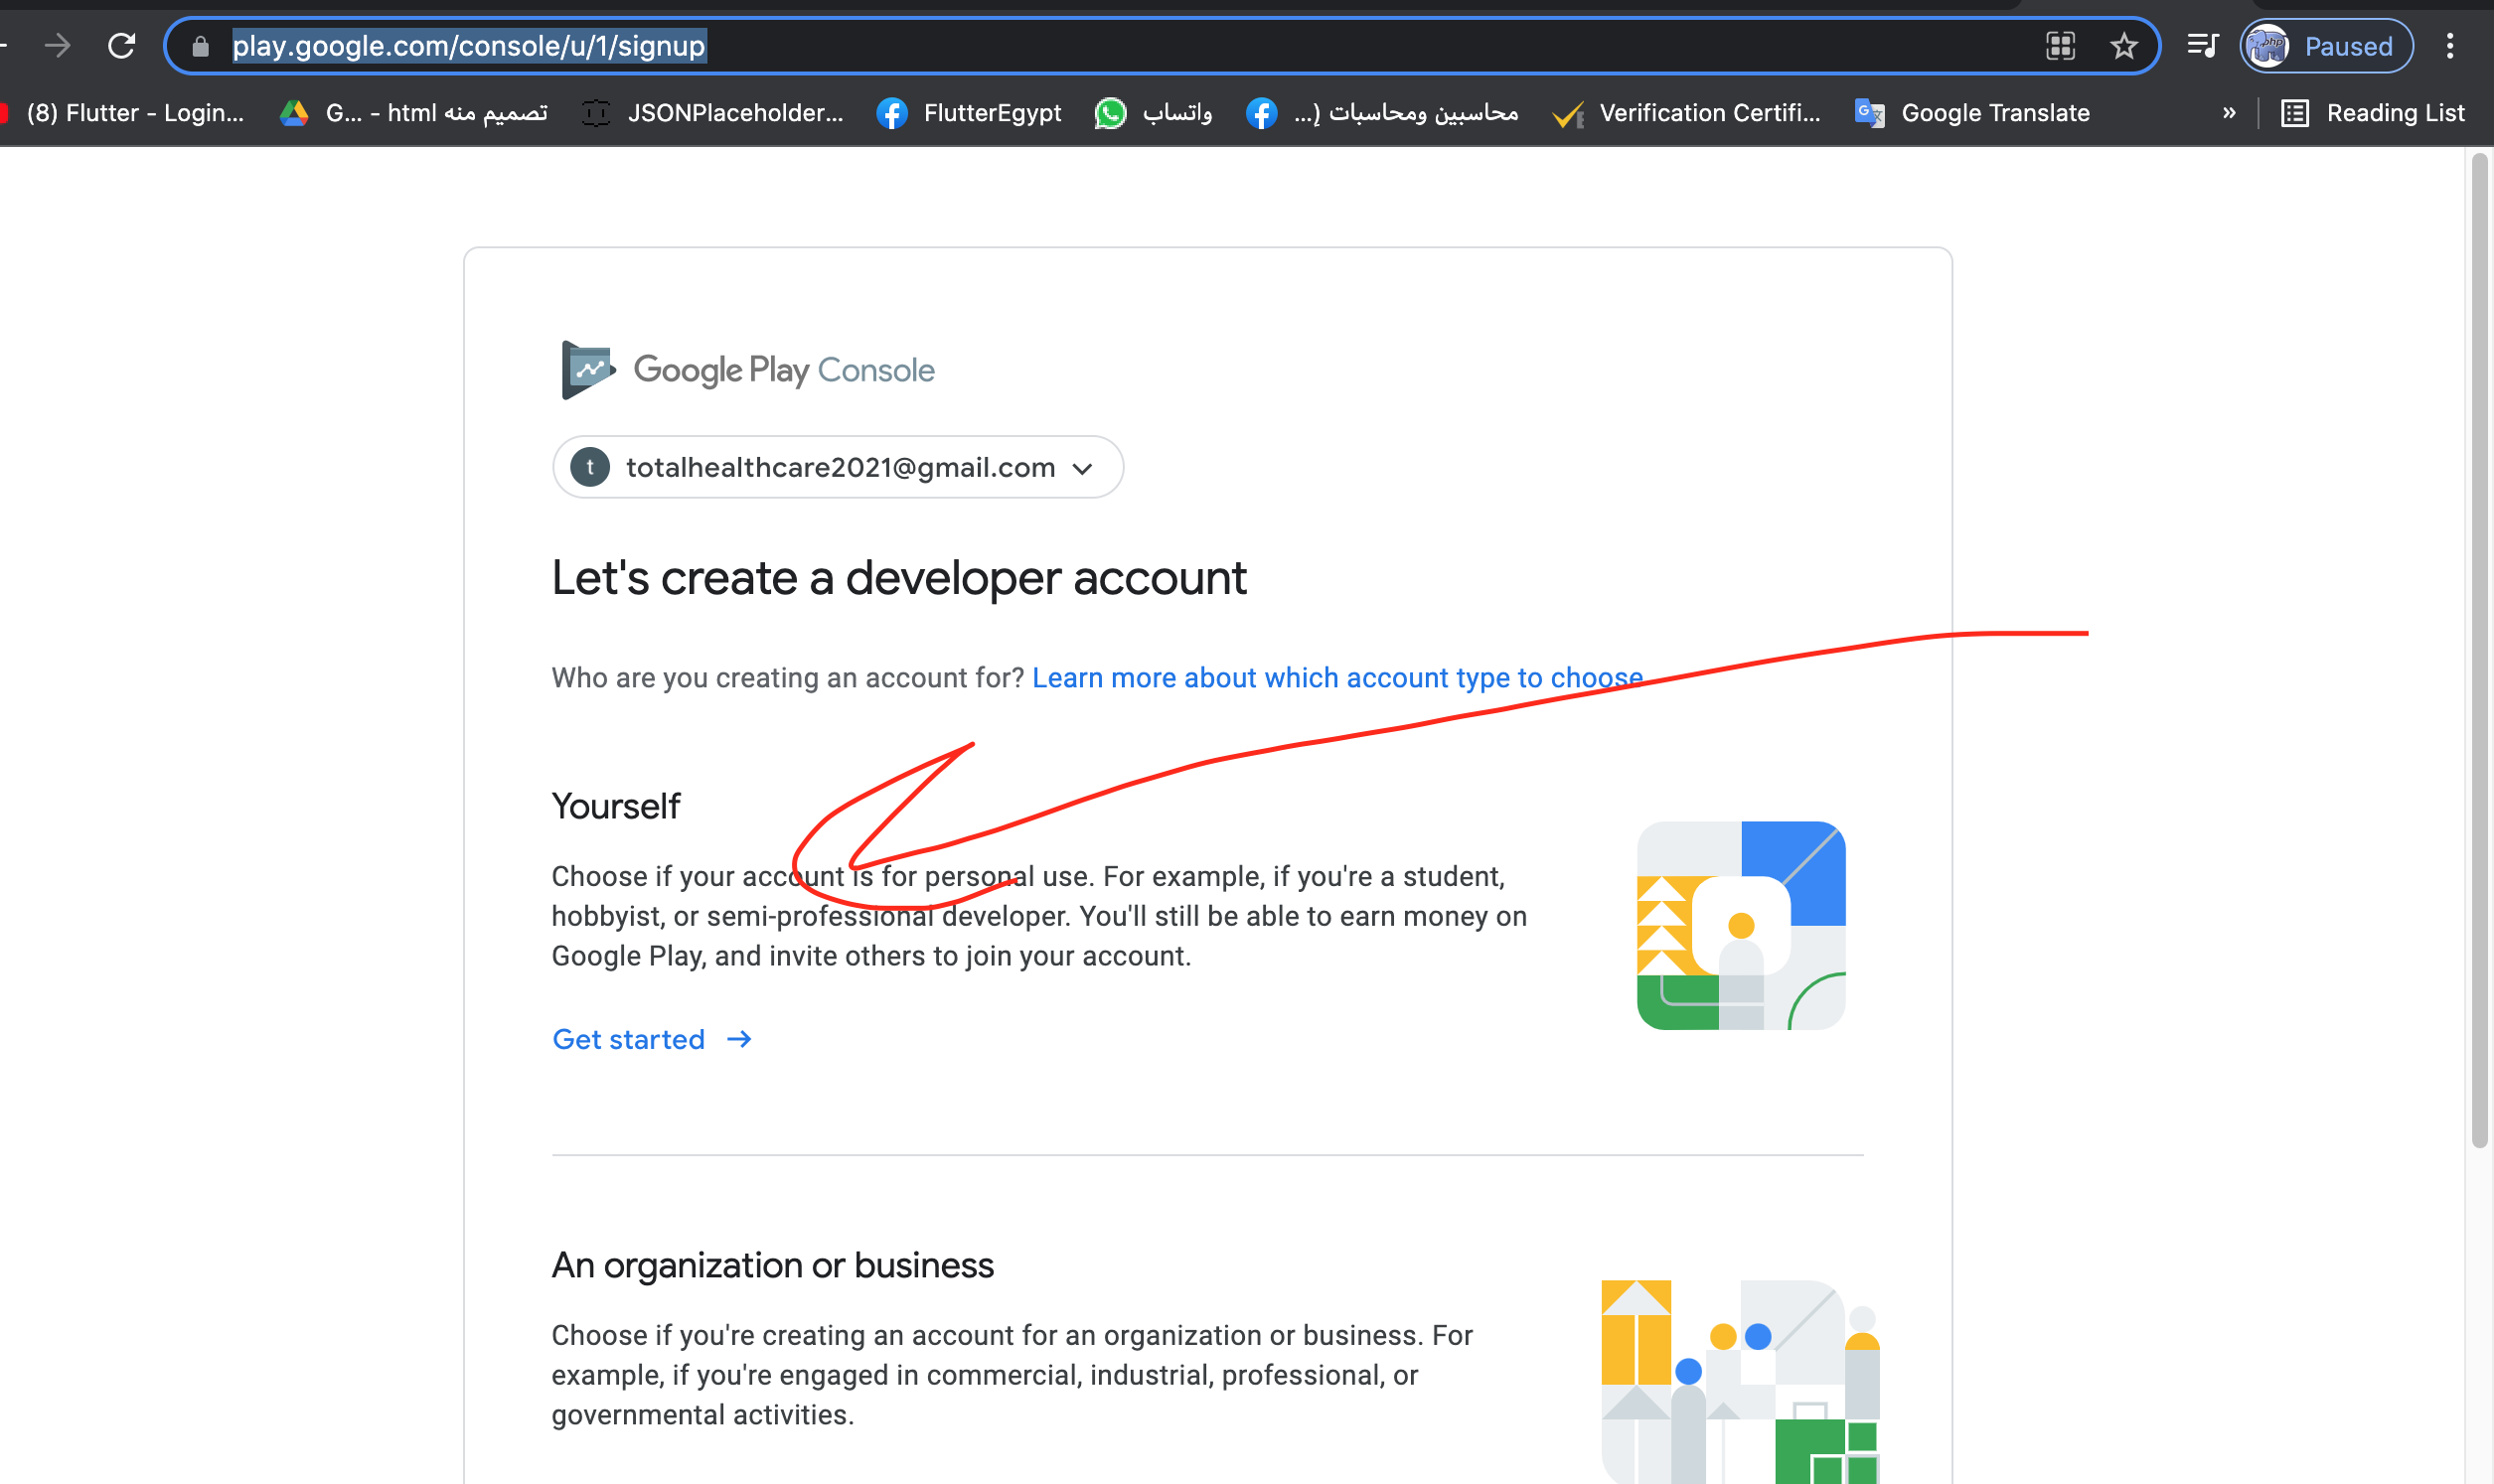 play.google.com/console/u/1/signup
Paused
(8) Flutter - Login...
G... - html تصميم منه
JSONPlaceholder...
FlutterEgypt
واتساب
محاسبين ومحاسبات (...
Verification Certifi...
Google Translate
»
Reading List
Google Play Console
t
totalhealthcare2021@gmail.com
Let's create a developer account
Who are you creating an account for? Learn more about which account type to choose
Yourself
Choose if your account is for personal use. For example, if you're a student,
hobbyist, or semi-professional developer. You'll still be able to earn money on
Google Play, and invite others to join your account.
Get started →
An organization or business
Choose if you're creating an account for an organization or business. For
example, if you're engaged in commercial, industrial, professional, or
governmental activities.